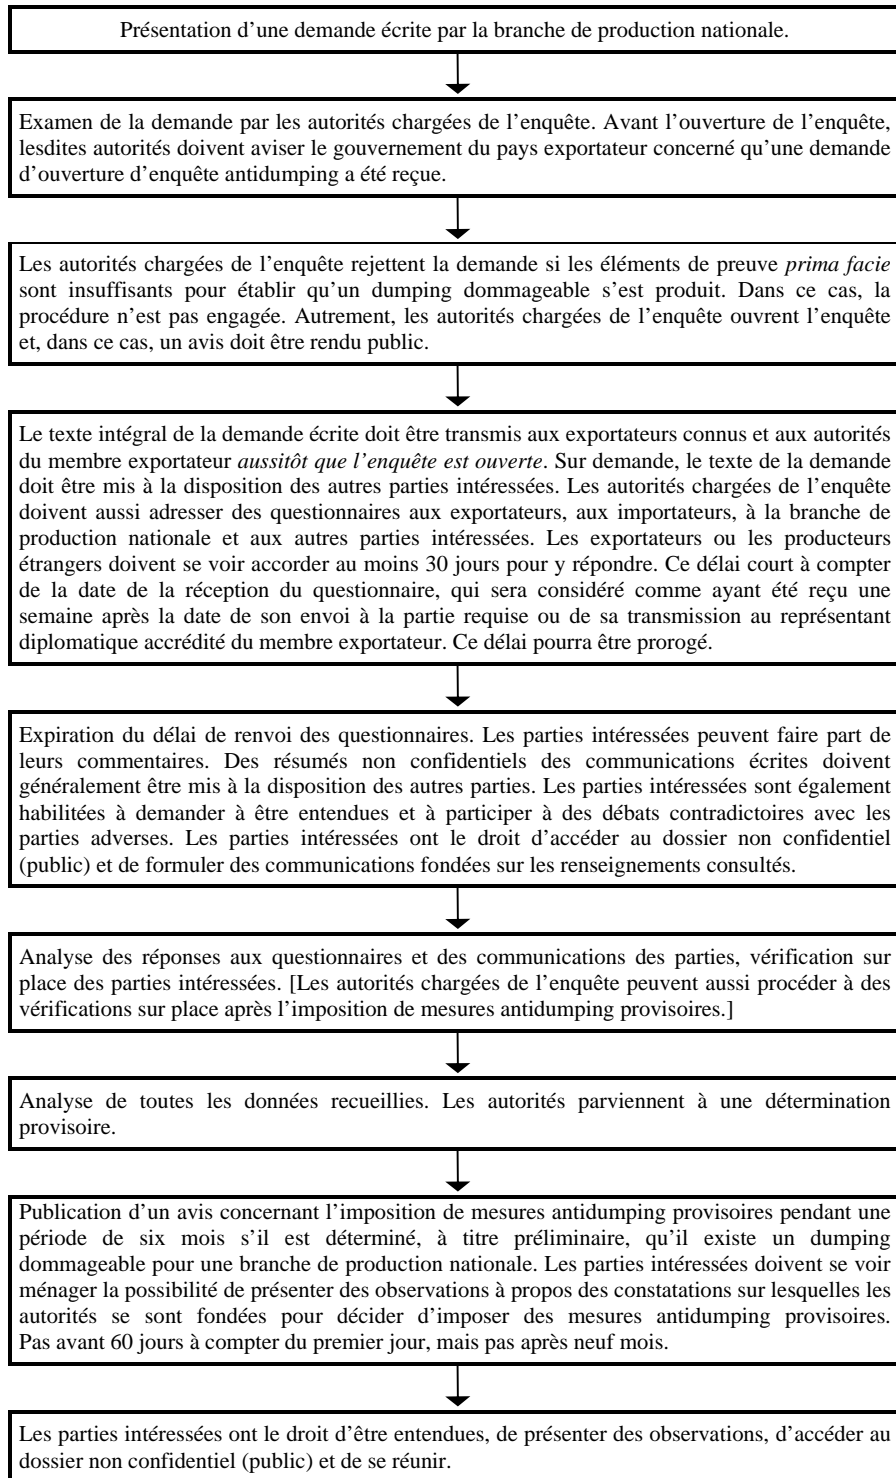 Présentation d’une demande écrite par la branche de production nationale.
Examen de la demande par les autorités chargées de l’enquête. Avant l’ouverture de l’enquête,
lesdites autorités doivent aviser le gouvernement du pays exportateur concerné qu’une demande
d’ouverture d’enquête antidumping a été reçue.
Les autorités chargées de l’enquête rejettent la demande si les éléments de preuve prima facie
sont insuffisants pour établir qu’un dumping dommageable s’est produit. Dans ce cas, la
procédure n’est pas engagée. Autrement, les autorités chargées de l’enquête ouvrent l’enquête
et, dans ce cas, un avis doit être rendu public.
Le texte intégral de la demande écrite doit être transmis aux exportateurs connus et aux autorités
du membre exportateur aussitôt que l’enquête est ouverte. Sur demande, le texte de la demande
doit être mis à la disposition des autres parties intéressées. Les autorités chargées de l’enquête
doivent aussi adresser des questionnaires aux exportateurs, aux importateurs, à la branche de
production nationale et aux autres parties intéressées. Les exportateurs ou les producteurs
étrangers doivent se voir accorder au moins 30 jours pour y répondre. Ce délai court à compter
de la date de la réception du questionnaire, qui sera considéré comme ayant été reçu une
semaine après la date de son envoi à la partie requise ou de sa transmission au représentant
diplomatique accrédité du membre exportateur. Ce délai pourra être prorogé.
Expiration du délai de renvoi des questionnaires. Les parties intéressées peuvent faire part de
leurs commentaires. Des résumés non confidentiels des communications écrites doivent
généralement être mis à la disposition des autres parties. Les parties intéressées sont également
habilitées à demander à être entendues et à participer à des débats contradictoires avec les
parties adverses. Les parties intéressées ont le droit d’accéder au dossier non confidentiel
(public) et de formuler des communications fondées sur les renseignements consultés.
Analyse des réponses aux questionnaires et des communications des parties, vérification sur
place des parties intéressées. [Les autorités chargées de l’enquête peuvent aussi procéder à des
vérifications sur place après l’imposition de mesures antidumping provisoires.]
Analyse de toutes les données recueillies. Les autorités parviennent à une détermination
provisoire.
Publication d’un avis concernant l’imposition de mesures antidumping provisoires pendant une
période de six mois s’il est déterminé, à titre préliminaire, qu’il existe un dumping
dommageable pour une branche de production nationale. Les parties intéressées doivent se voir
ménager la possibilité de présenter des observations à propos des constatations sur lesquelles les
autorités se sont fondées pour décider d’imposer des mesures antidumping provisoires.
Pas avant 60 jours à compter du premier jour, mais pas après neuf mois.
Les parties intéressées ont le droit d’être entendues, de présenter des observations, d’accéder au
dossier non confidentiel (public) et de se réunir.